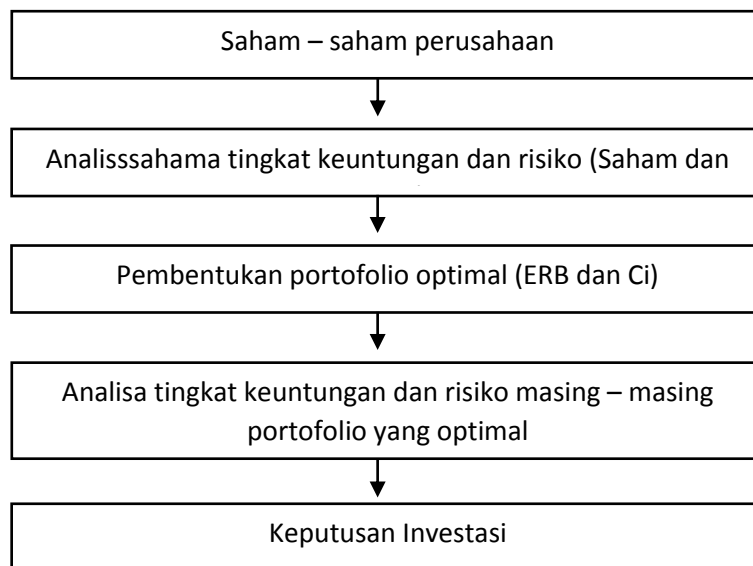 Saham – saham perusahaan
Analisssahama tingkat keuntungan dan risiko (Saham dan
Pembentukan portofolio optimal (ERB dan Ci)
Analisa tingkat keuntungan dan risiko masing – masing
portofolio yang optimal
Keputusan Investasi